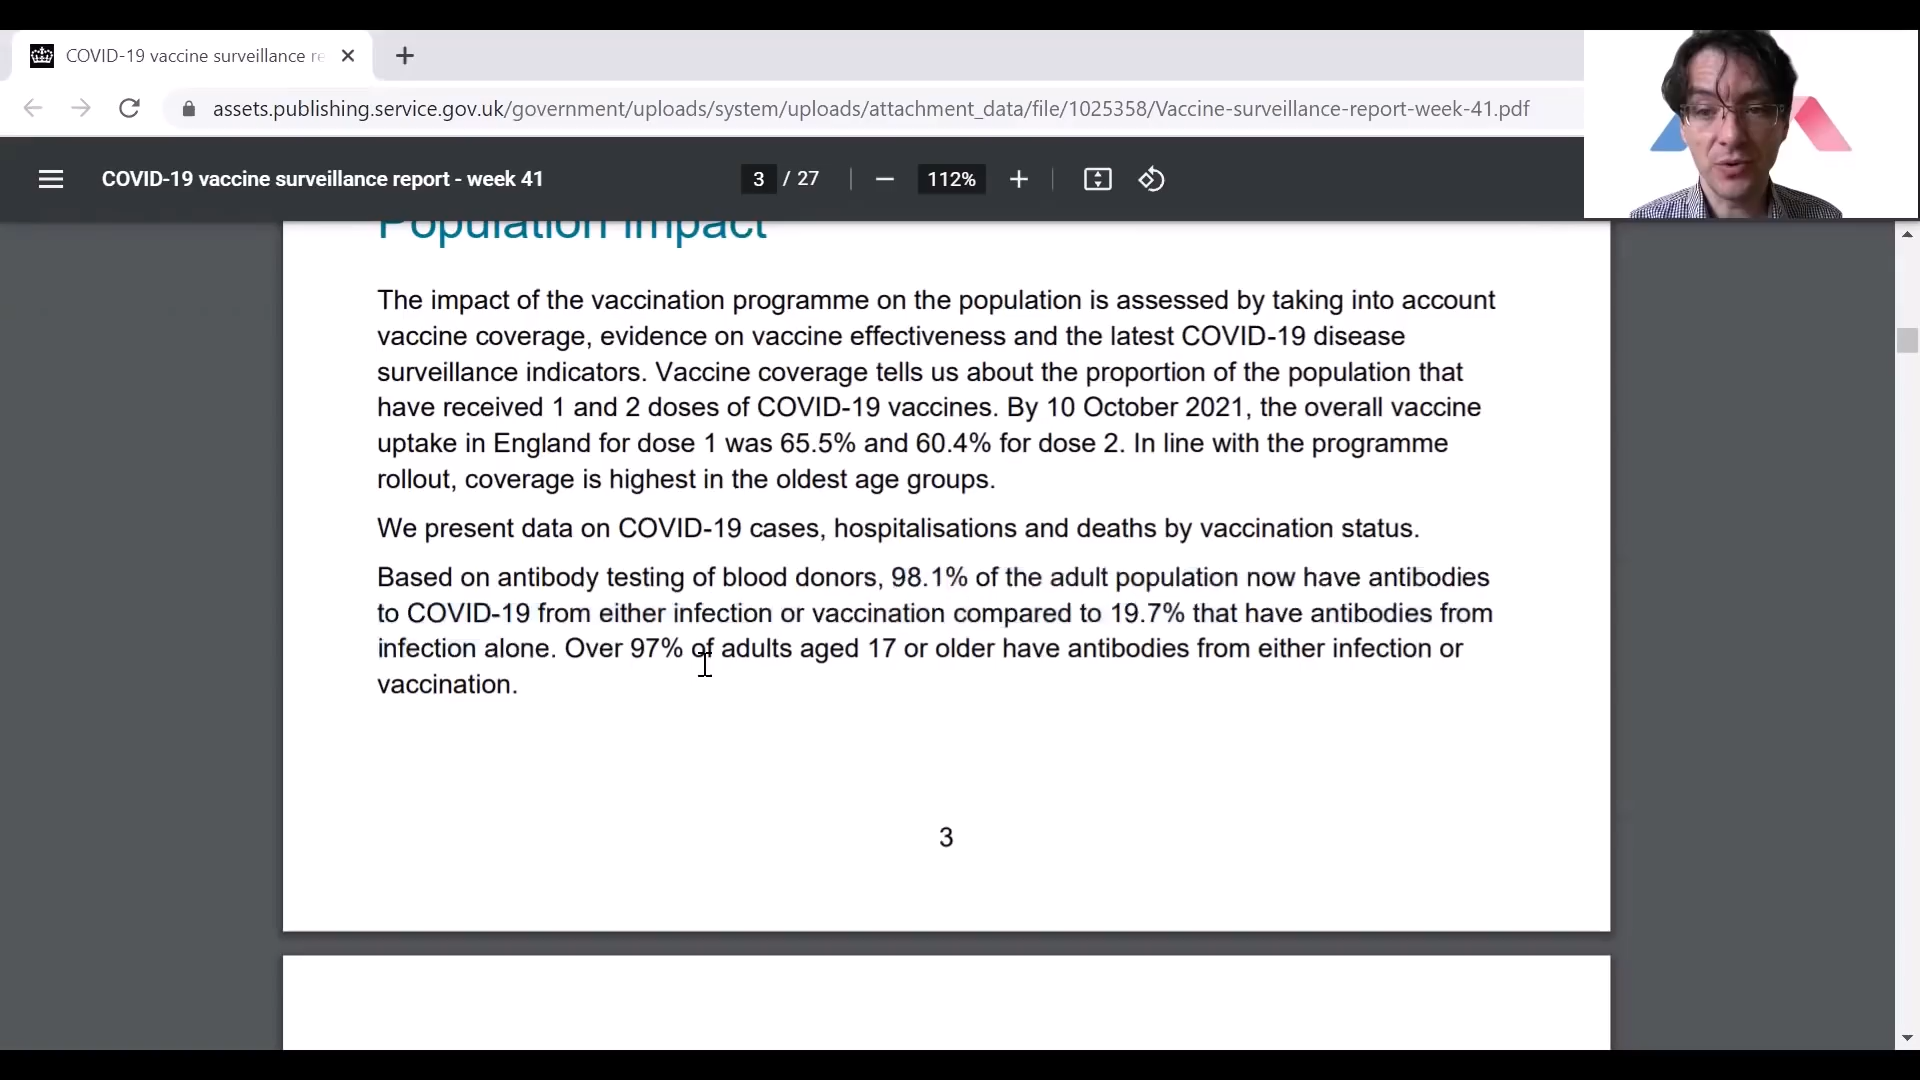 COVID-19 vaccine surveillance re
assets.publishing.service.gov.uk/government/uploads/system/uploads/attachment_data/file/1025358/Vaccine-surveillance-report-week-41.pdf
COVID-19 vaccine surveillance report - week 41
3 / 27
112%
Population impact
The impact of the vaccination programme on the population is assessed by taking into account
vaccine coverage, evidence on vaccine effectiveness and the latest COVID-19 disease
surveillance indicators. Vaccine coverage tells us about the proportion of the population that
have received 1 and 2 doses of COVID-19 vaccines. By 10 October 2021, the overall vaccine
uptake in England for dose 1 was 65.5% and 60.4% for dose 2. In line with the programme
rollout, coverage is highest in the oldest age groups.
We present data on COVID-19 cases, hospitalisations and deaths by vaccination status.
Based on antibody testing of blood donors, 98.1% of the adult population now have antibodies
to COVID-19 from either infection or vaccination compared to 19.7% that have antibodies from
infection alone. Over 97% of adults aged 17 or older have antibodies from either infection or
vaccination.
3